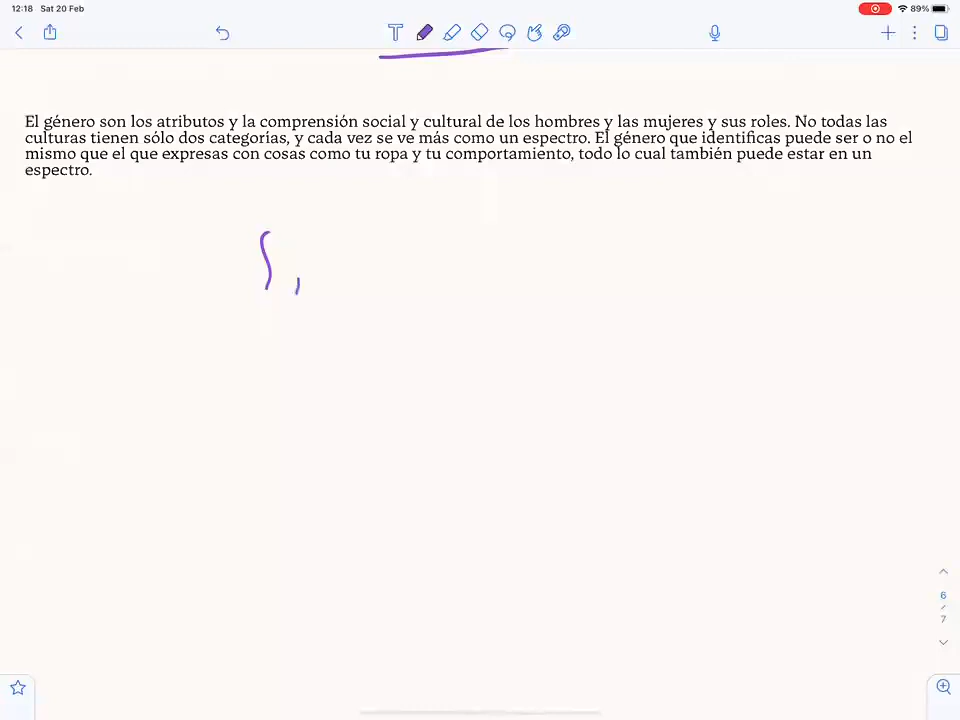 12:18 Sat 20 Feb
89%
El género son los atributos y la comprensión social y cultural de los hombres y las mujeres y sus roles. No todas las
culturas tienen sólo dos categorías, y cada vez se ve más como un espectro. El género que identificas puede ser o no el
mismo que el que expresas con cosas como tu ropa y tu comportamiento, todo lo cual también puede estar en un
espectro.
6
/
7